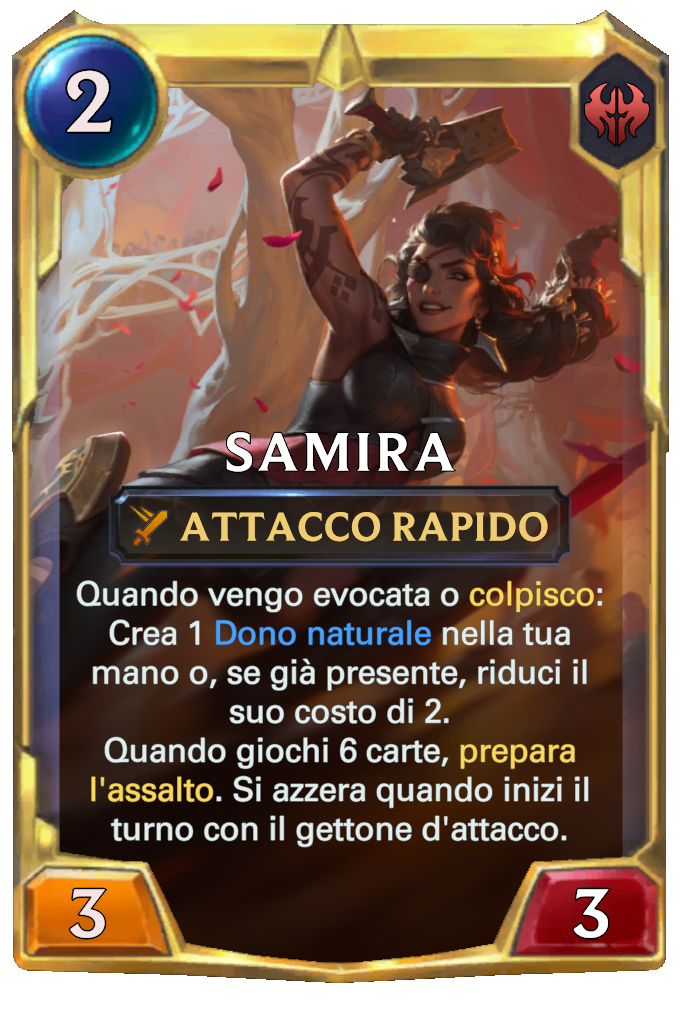 2
SAMIRA
ATTACCO RAPIDO
Quando vengo evocata o colpisco:
Crea 1 Dono naturale nella tua
mano o, se già presente, riduci il
suo costo di 2.
Quando giochi 6 carte, prepara
l'assalto. Si azzera quando inizi il
turno con il gettone d'attacco.
3
3